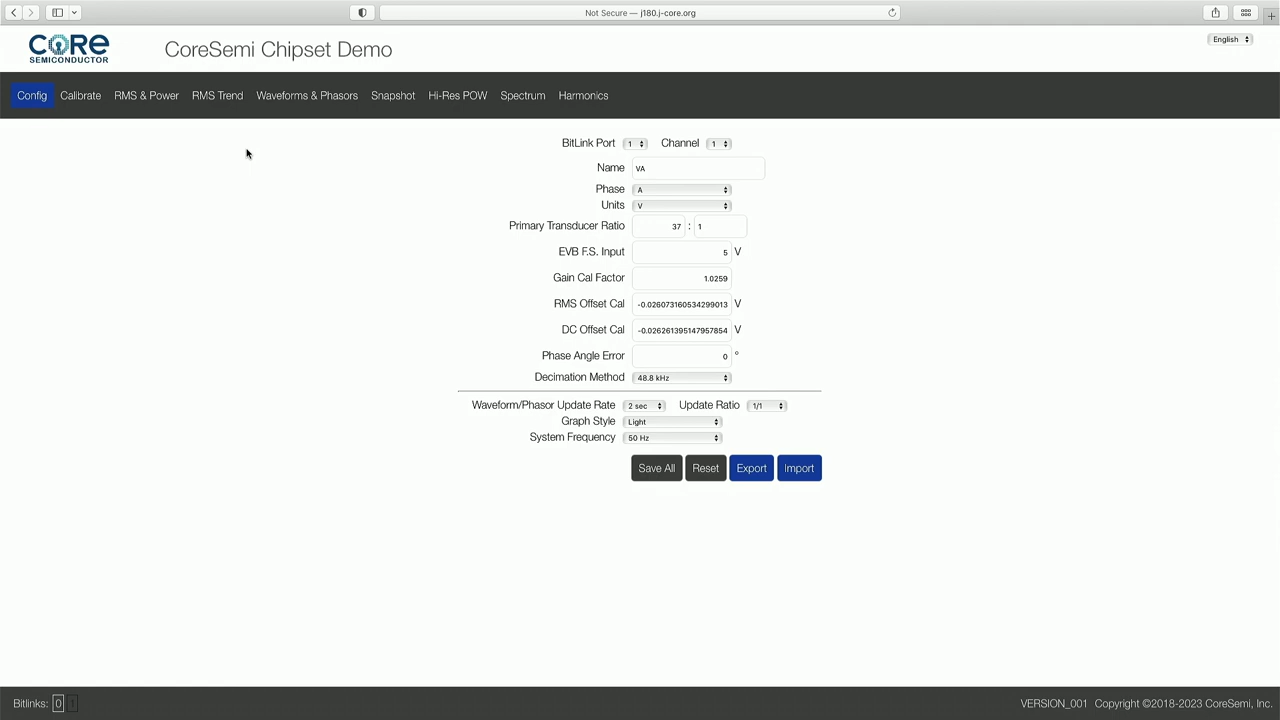 Not Secure — j180.j-core.org
CORE
SEMICONDUCTOR
CoreSemi Chipset Demo
English
Config Calibrate RMS & Power RMS Trend Waveforms & Phasors Snapshot Hi-Res POW Spectrum Harmonics
BitLink Port 1 Channel 1
Name VA
Phase A
Units V
Primary Transducer Ratio 37 : 1
EVB F.S. Input 5 V
Gain Cal Factor 1.0259
RMS Offset Cal -0.026073160534299013 V
DC Offset Cal -0.026261395147957854 V
Phase Angle Error 0 °
Decimation Method 48.8 kHz
Waveform/Phasor Update Rate 2 sec Update Ratio 1/1
Graph Style Light
System Frequency 50 Hz
Save All Reset Export Import
Bitlinks: 0 1 VERSION_001 Copyright ©2018-2023 CoreSemi, Inc.